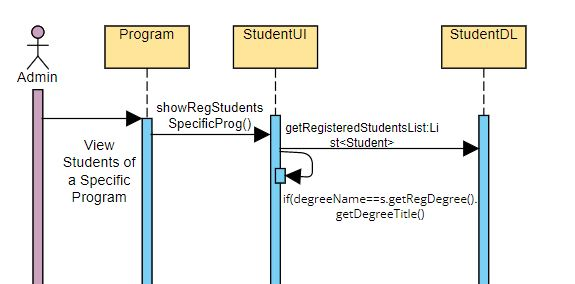 Program
StudentUI
StudentDL
Admin
showRegStudents
SpecificProg()
getRegisteredStudentsList:Li
st<Student>
View
Students of
a Specific
Program
if(degreeName==s.getRegDegree().
getDegreeTitle()